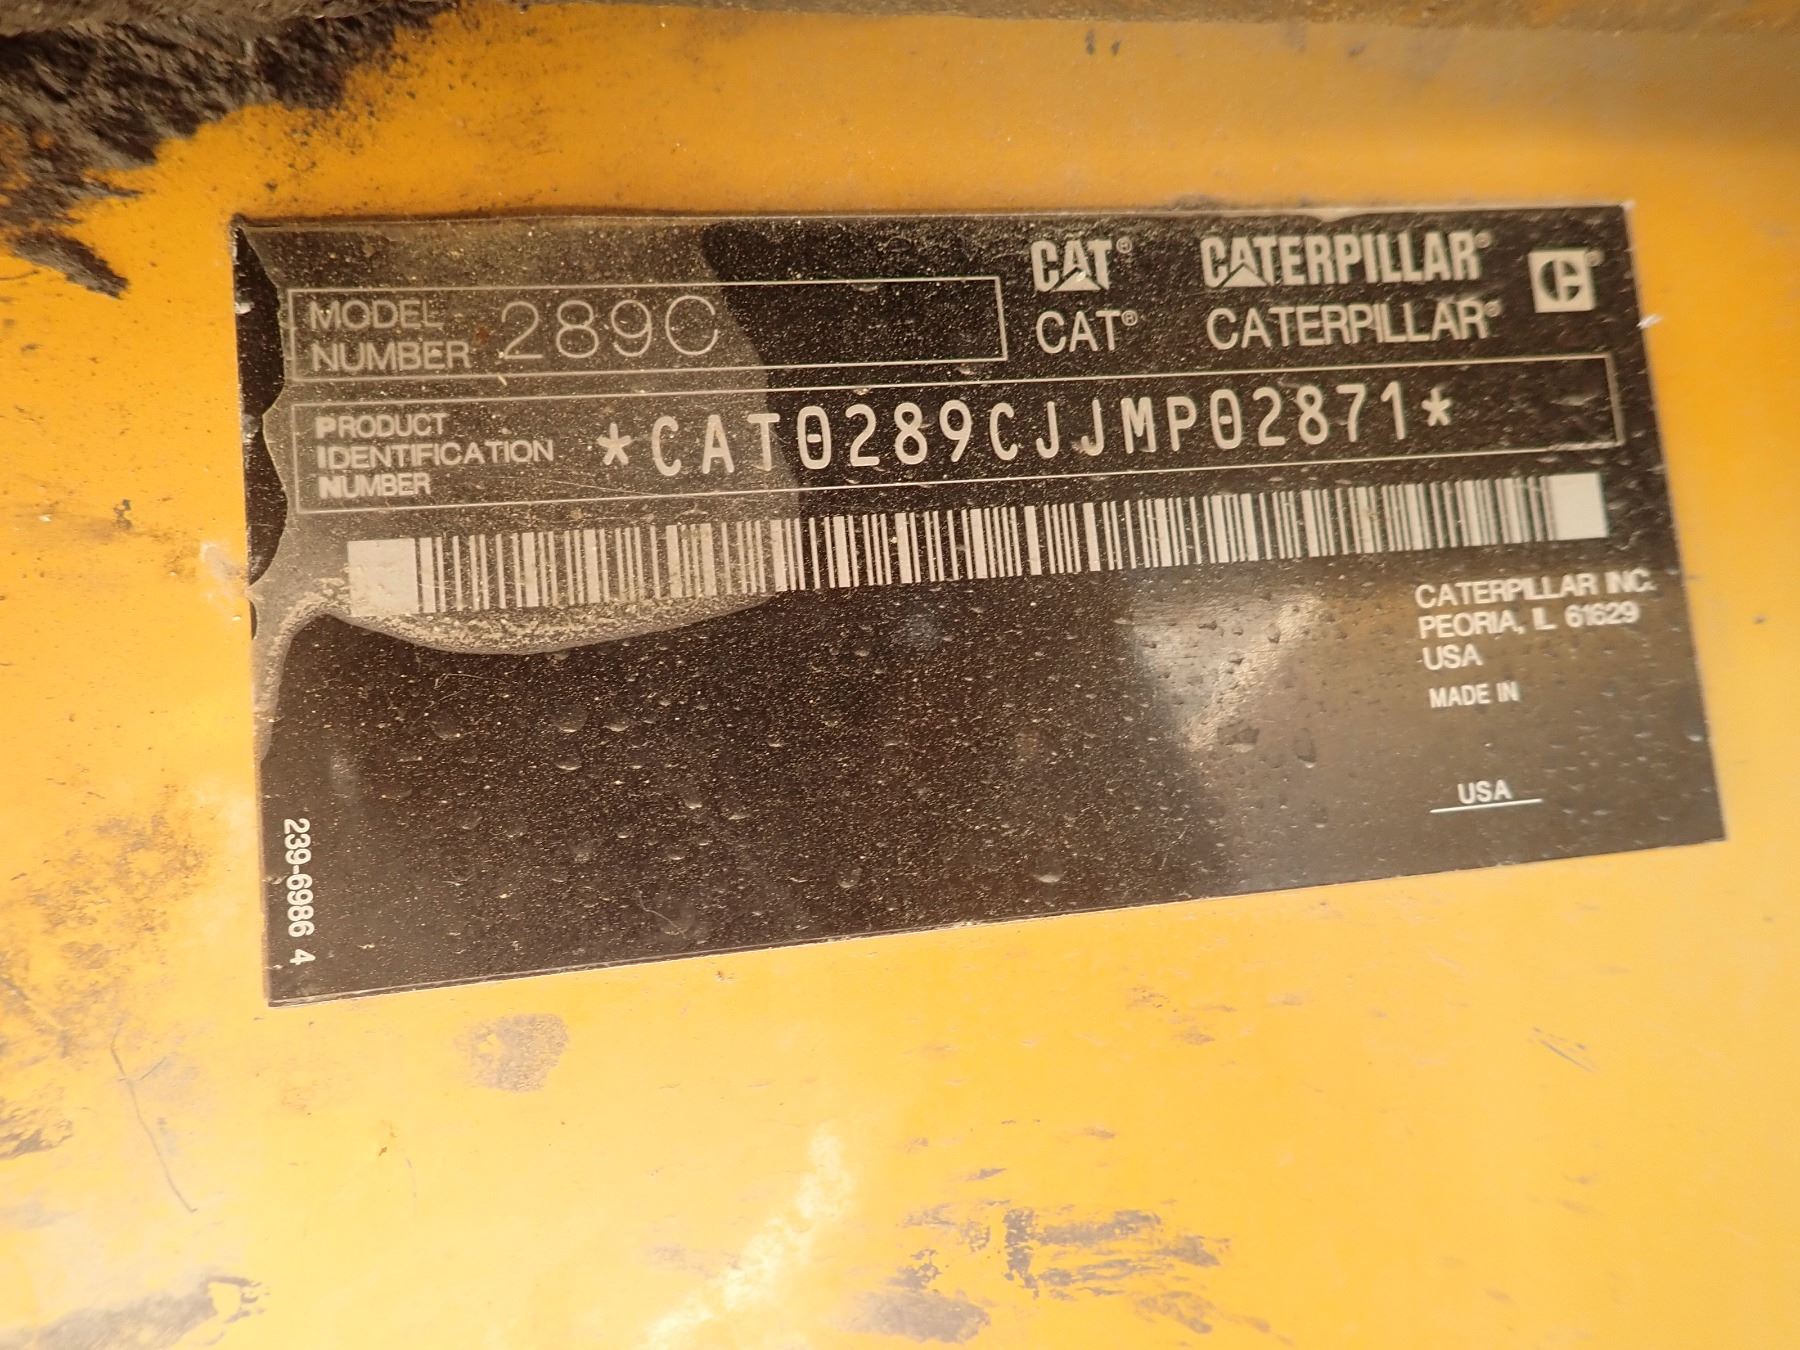 CAT® CATERPILLAR® C®
MODEL NUMBER 289C
CAT® CATERPILLAR®
PRODUCT IDENTIFICATION NUMBER *CAT0289CJJMP02871*
CATERPILLAR INC.
PEORIA, IL 61629
USA
MADE IN
USA
239-6986 4